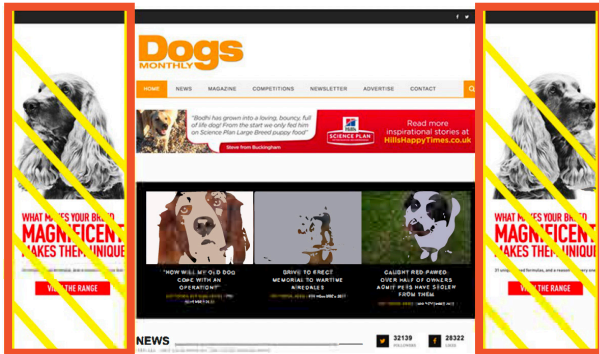 Dogs
MONTHLY
HOME NEWS MAGAZINE COMPETITIONS NEWSLETTER ADVERTISE CONTACT
"Bodhi has grown into a loving, bouncy, full
of life dog! From the start we only fed him
on Science Plan Large Breed puppy food"
Steve from Buckingham
Hill's
SCIENCE PLAN
Read more
inspirational stories at
HillsHappyTimes.co.uk
WHAT MAKES YOUR BREED
MAGNIFICENT
MAKES THEM UNIQUE
VIEW THE RANGE
"HOW WILL MY OLD DOG
COPE WITH AN
OPERATION?"
DRIVE TO ERECT
MEMORIAL TO WARTIME
AIREDALES
CAUGHT RED-PAWED:
OVER HALF OF OWNERS
ADMIT PETS HAVE STOLEN
FROM THEM
WHAT MAKES YOUR BREED
MAGNIFICENT
MAKES THEM UNIQUE
VIEW THE RANGE
NEWS
32139
FOLLOWERS
28322
LIKES